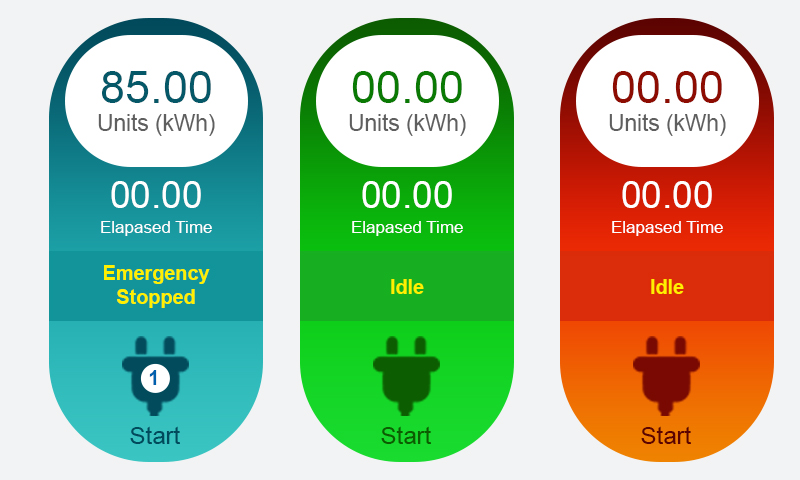 85.00
Units (kWh)
00.00
Elapased Time
Emergency
Stopped
1
Start
00.00
Units (kWh)
00.00
Elapased Time
Idle
Start
00.00
Units (kWh)
00.00
Elapased Time
Idle
Start